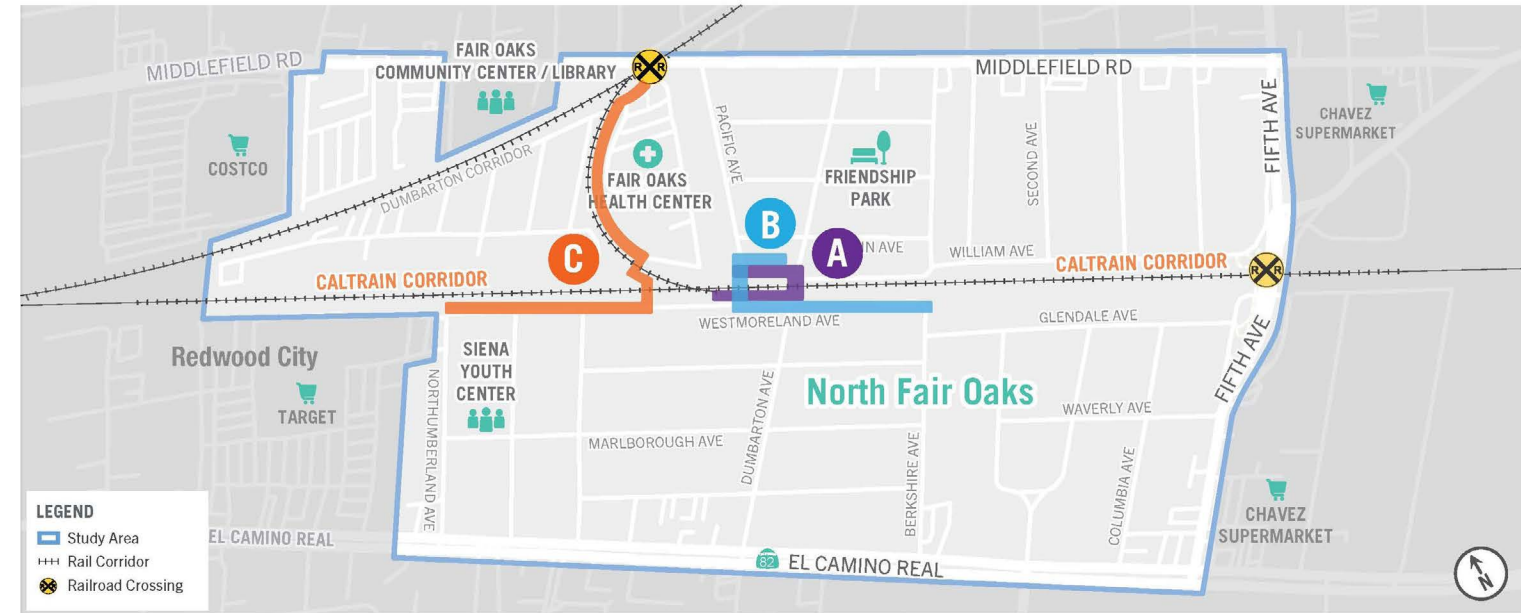 MIDDLEFIELD RD
FAIR OAKS
COMMUNITY CENTER / LIBRARY
R R
MIDDLEFIELD RD
FIFTH AVE
CHAVEZ
SUPERMARKET
COSTCO
DUMBARTON CORRIDOR
PACIFIC AVE
FAIR OAKS
HEALTH CENTER
FRIENDSHIP
PARK
SECOND AVE
B
A
C
IN AVE
WILLIAM AVE
CALTRAIN CORRIDOR
CALTRAIN CORRIDOR
R R
WESTMORELAND AVE
GLENDALE AVE
Redwood City
SIENA
YOUTH
CENTER
TARGET
NORTHUMBERLAND AVE
North Fair Oaks
FIFTH AVE
WAVERLY AVE
MARLBOROUGH AVE
DUMBARTON AVE
BERKSHIRE AVE
COLUMBIA AVE
CHAVEZ
SUPERMARKET
EL CAMINO REAL
82 EL CAMINO REAL
LEGEND
Study Area
Rail Corridor
R R Railroad Crossing
N